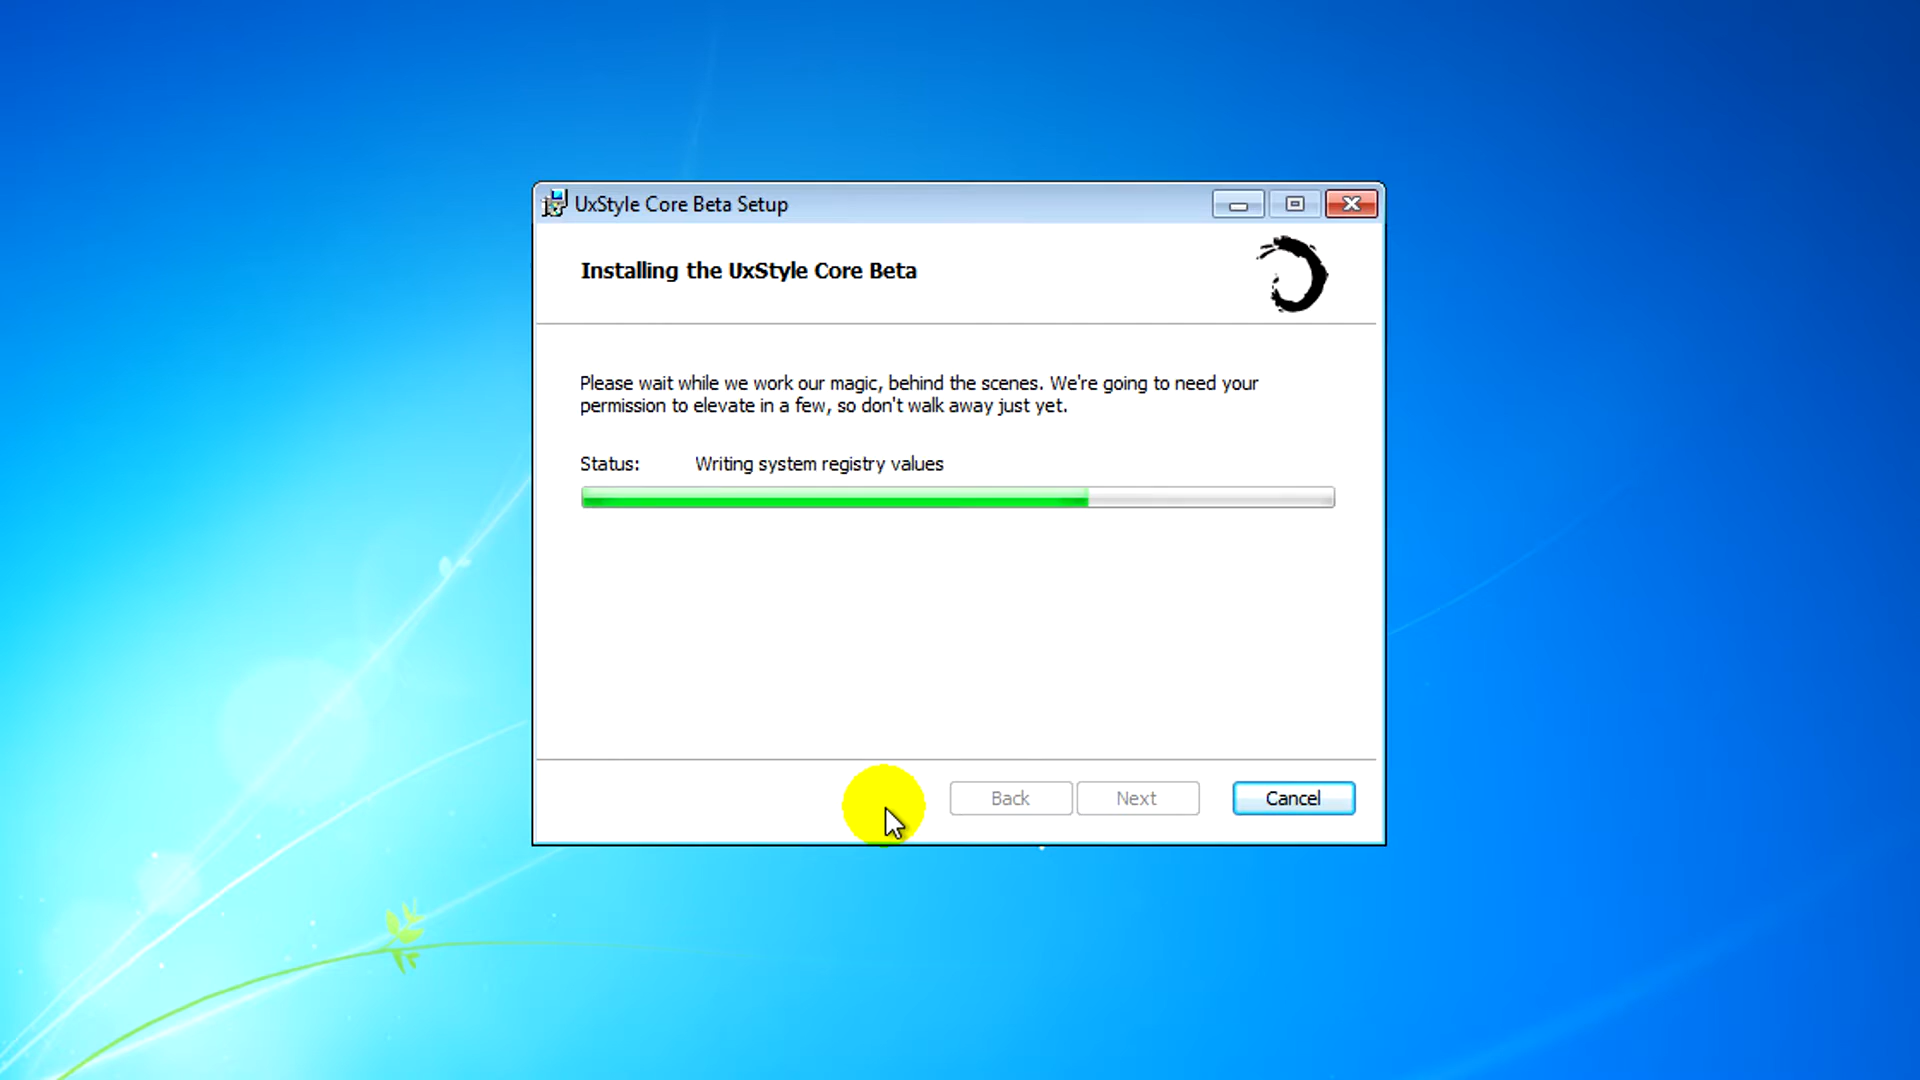 UxStyle Core Beta Setup
Installing the UxStyle Core Beta
Please wait while we work our magic, behind the scenes. We're going to need your
permission to elevate in a few, so don't walk away just yet.
Status: Writing system registry values
Back Next Cancel